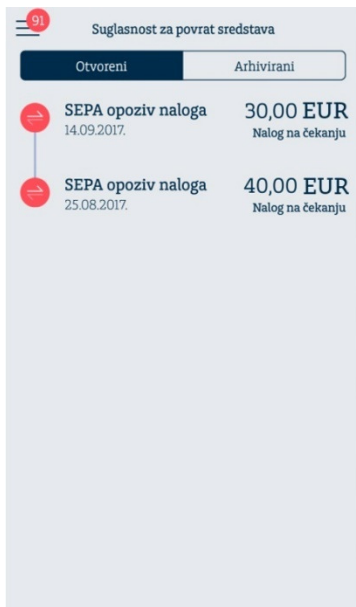 91
Suglasnost za povrat sredstava
Otvoreni Arhivirani
SEPA opoziv naloga 30,00 EUR
14.09.2017. Nalog na čekanju
SEPA opoziv naloga 40,00 EUR
25.08.2017. Nalog na čekanju